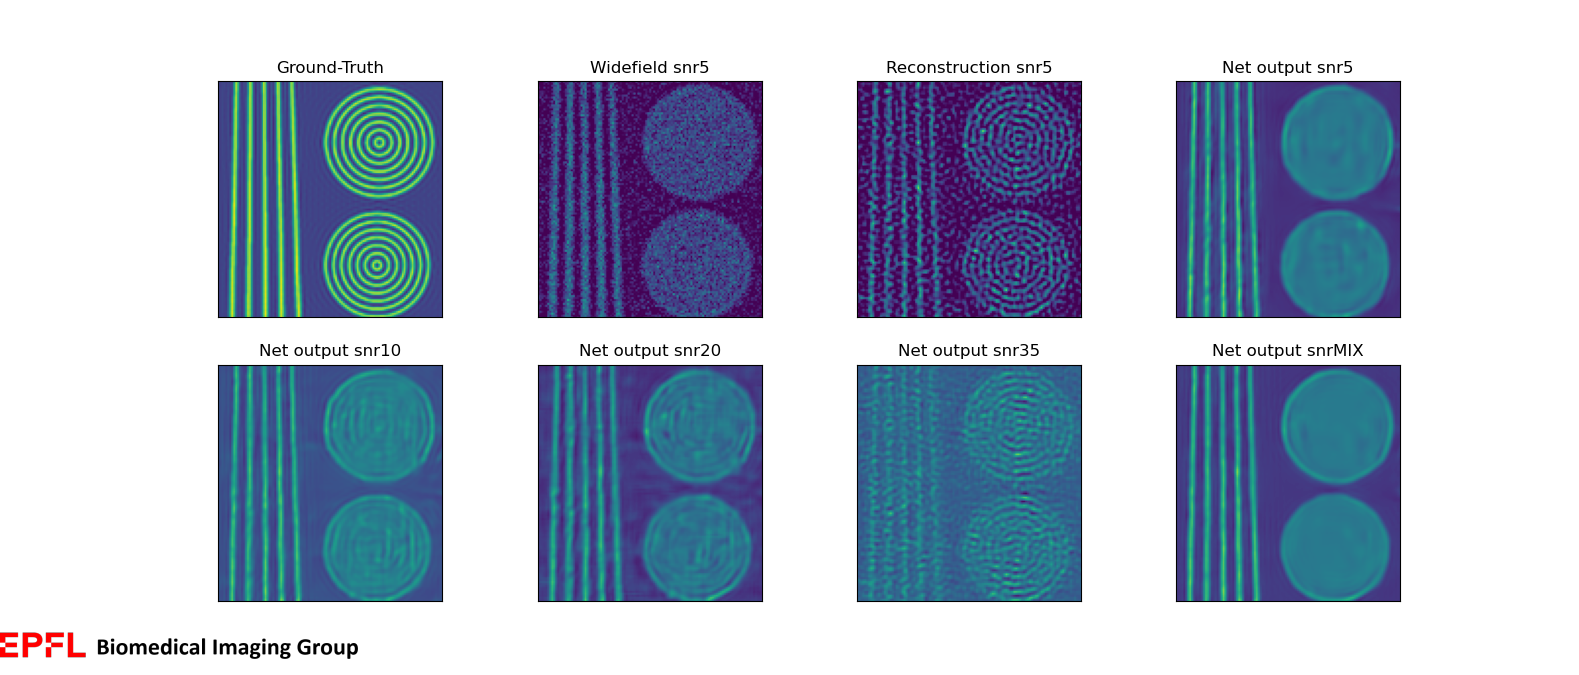 Ground-Truth
Widefield snr5
Reconstruction snr5
Net output snr5
Net output snr10
Net output snr20
Net output snr35
Net output snrMIX
EPFL Biomedical Imaging Group